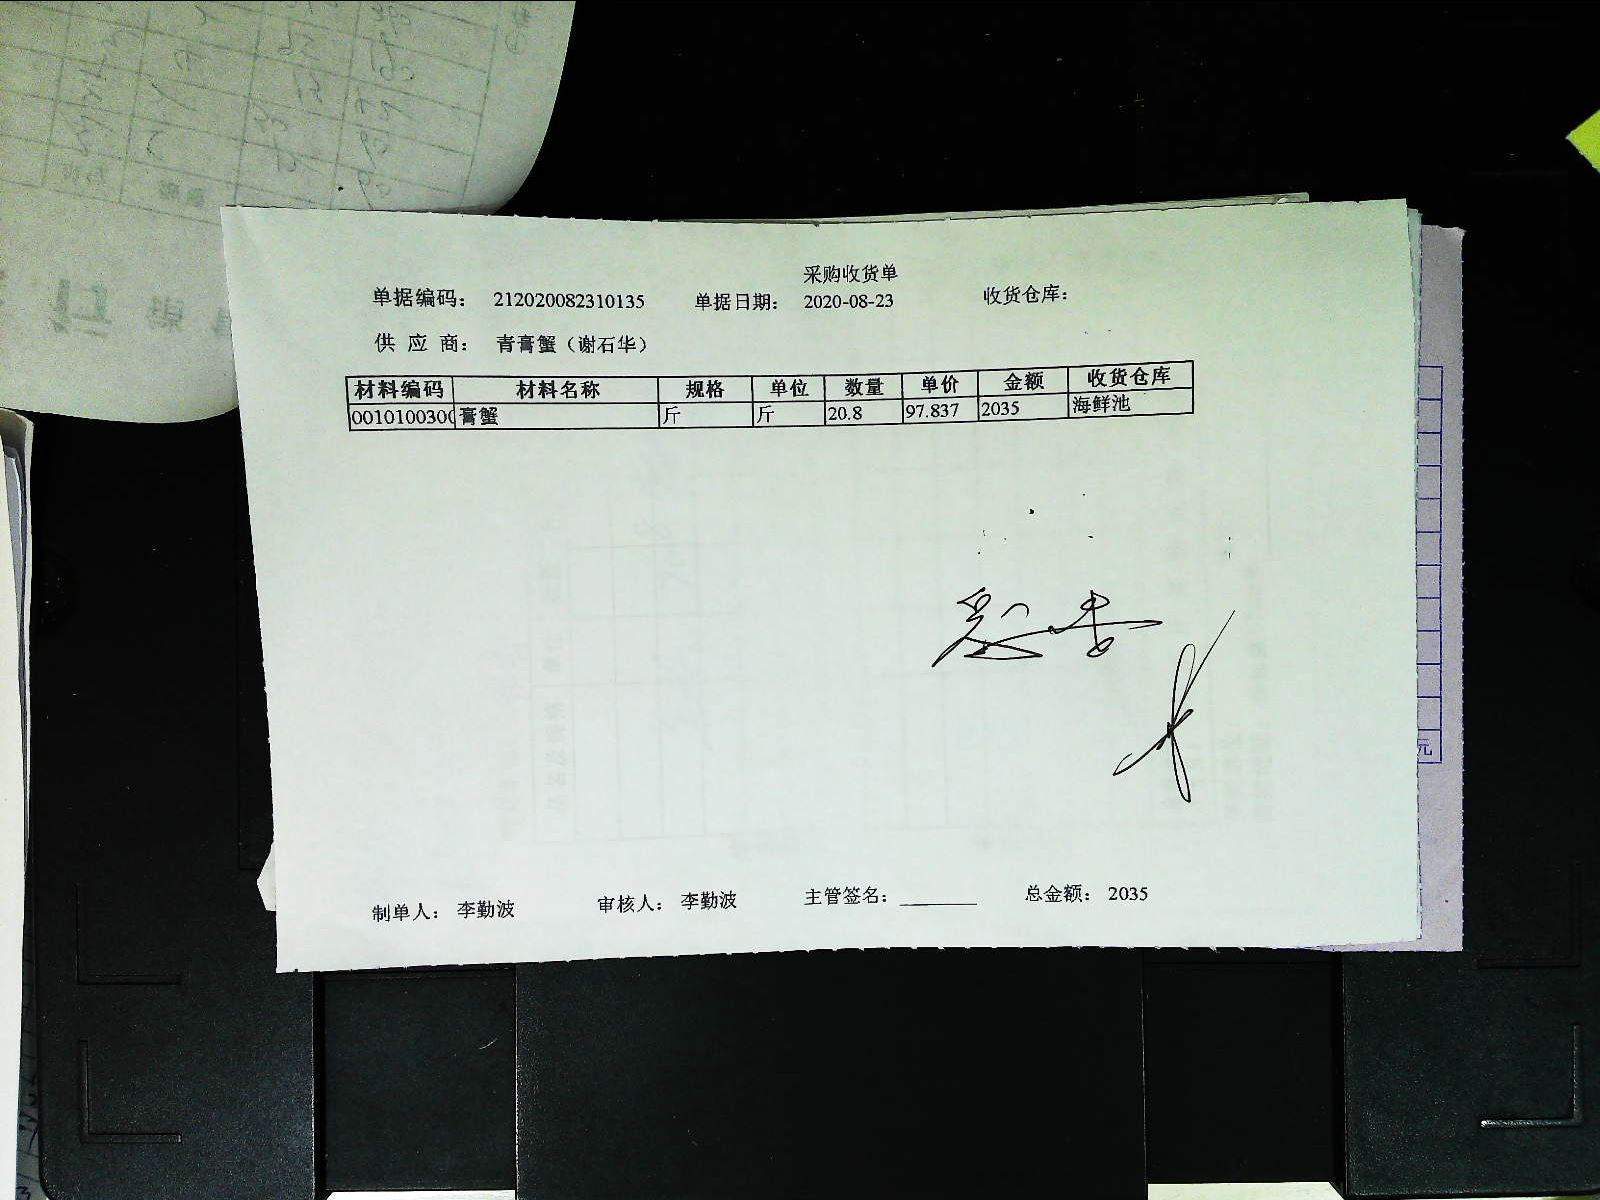 采购收货单
单据编码： 212020082310135 单据日期： 2020-08-23 收货仓库：
供 应 商： 青膏蟹（谢石华）
材料编码 材料名称 规格 单位 数量 单价 金额 收货仓库
0010100300 膏蟹 斤 斤 20.8 97.837 2035 海鲜池
制单人： 李勤波 审核人： 李勤波 主管签名： 总金额： 2035
元